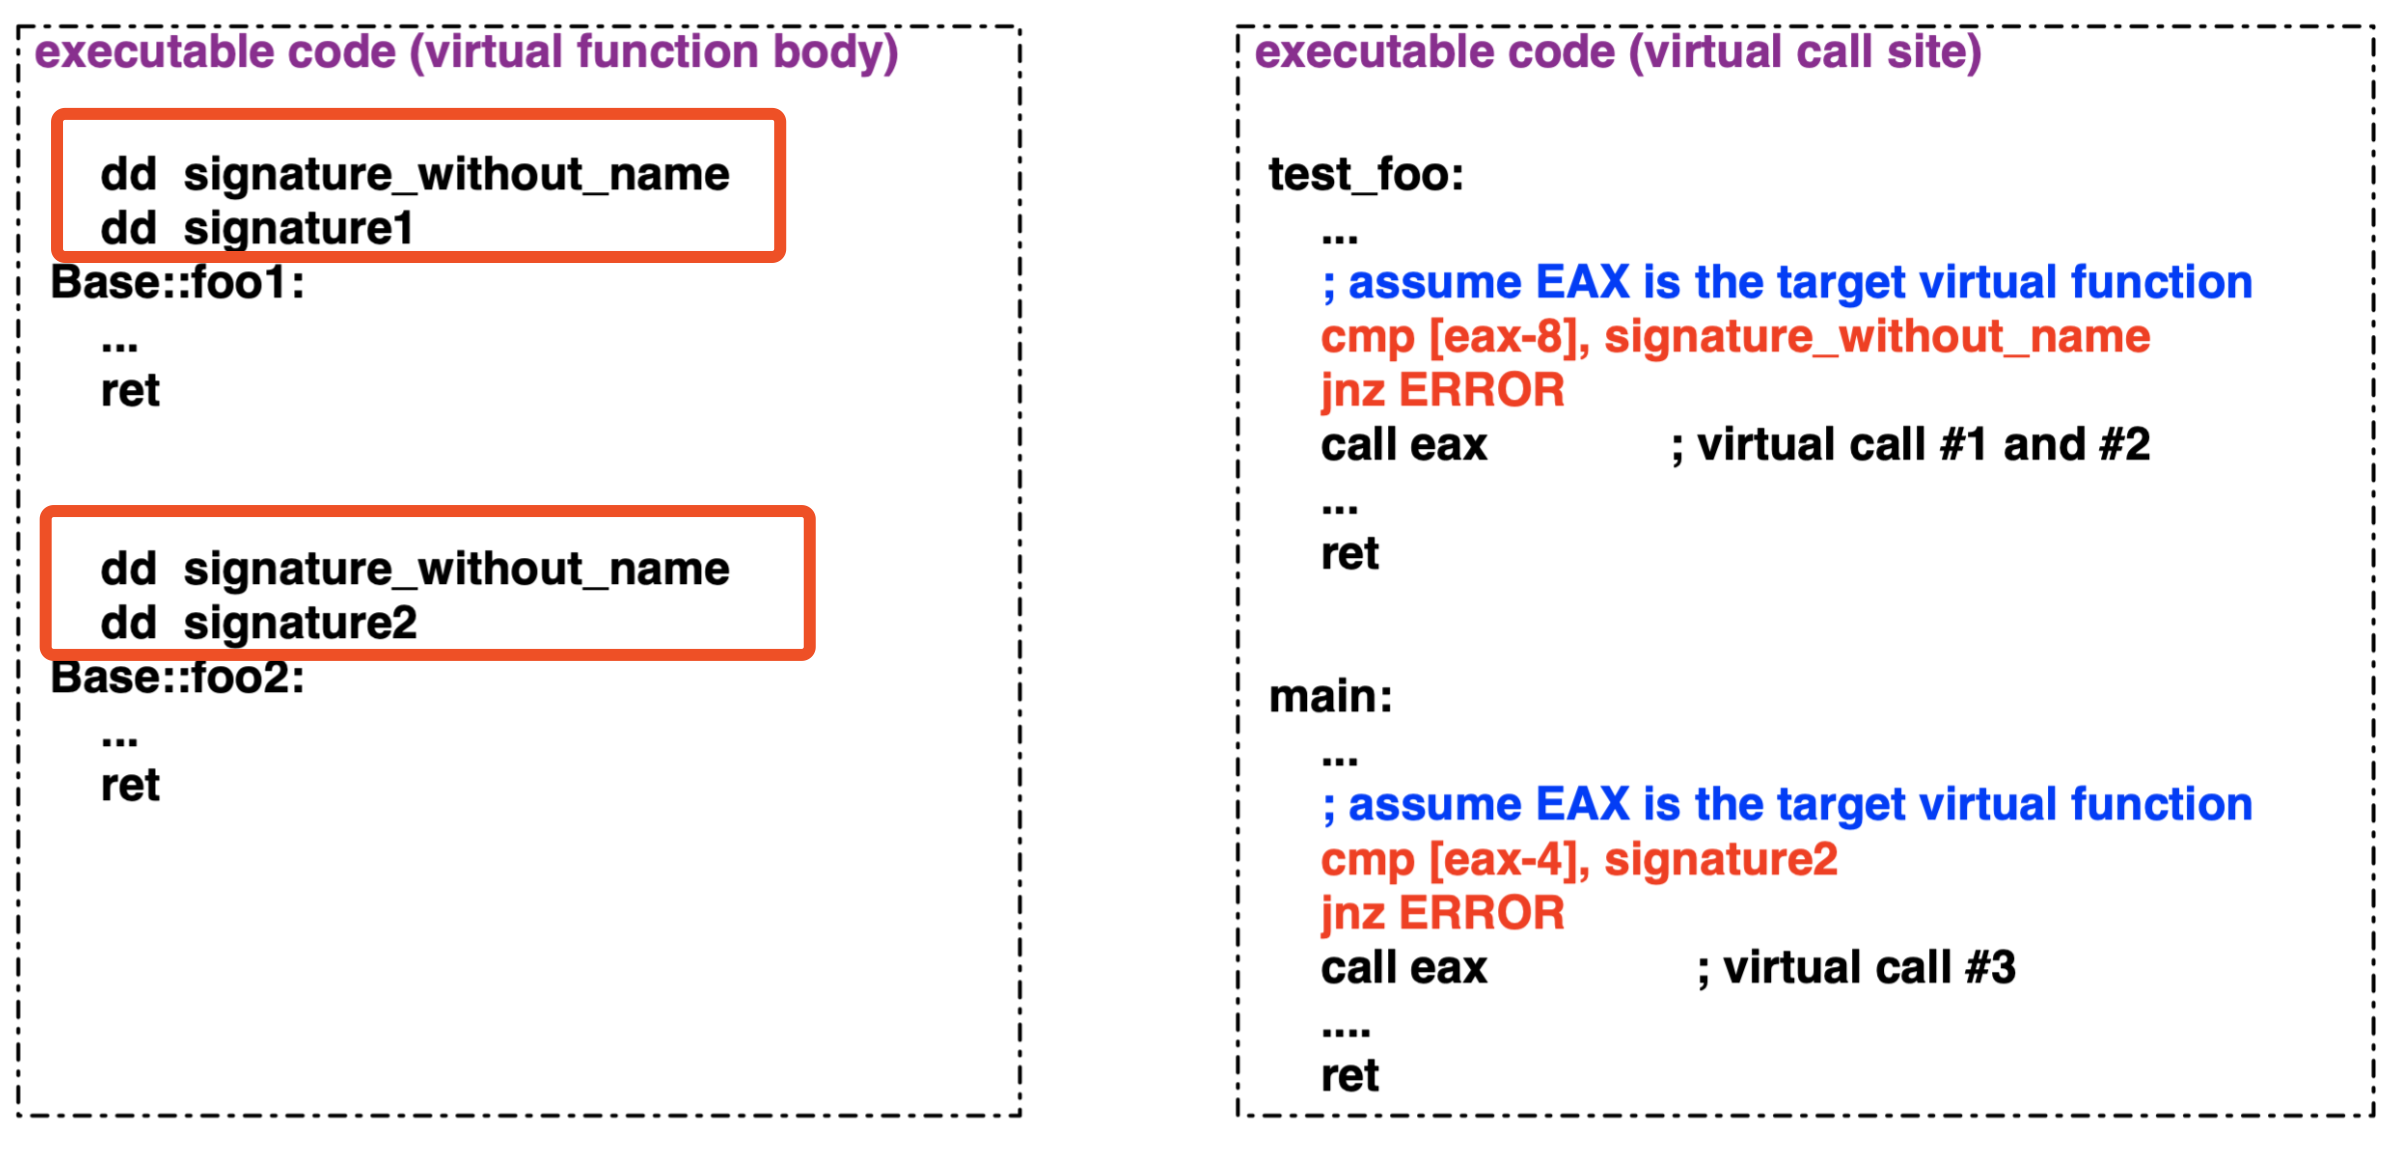 executable code (virtual function body)
dd signature_without_name
dd signature1
Base::foo1:
...
ret
dd signature_without_name
dd signature2
Base::foo2:
...
ret
executable code (virtual call site)
test_foo:
...
; assume EAX is the target virtual function
cmp [eax-8], signature_without_name
jnz ERROR
call eax ; virtual call #1 and #2
...
ret
main:
...
; assume EAX is the target virtual function
cmp [eax-4], signature2
jnz ERROR
call eax ; virtual call #3
....
ret